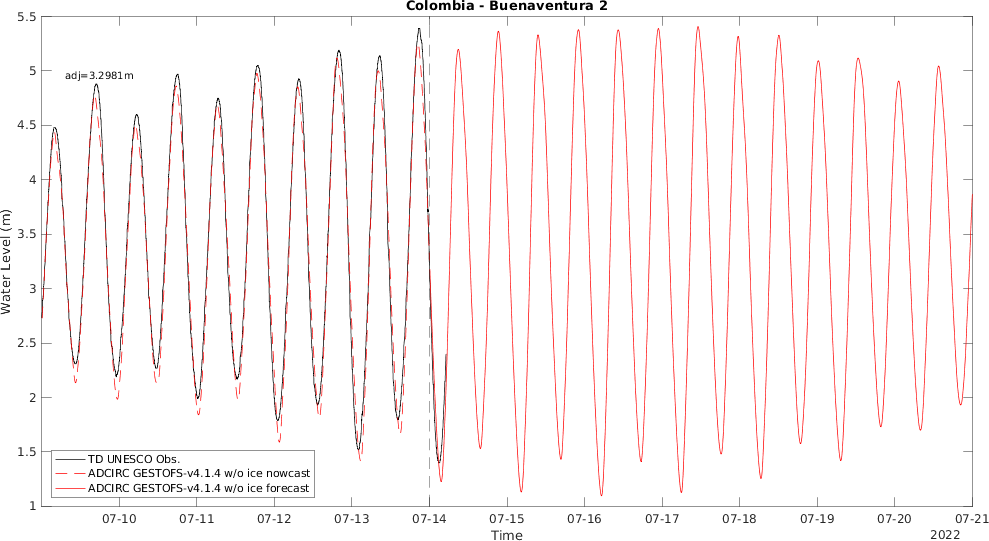 Colombia - Buenaventura 2
5.5
5
4.5
4
3.5
3
2.5
2
1.5
1
Water Level (m)
adj=3.2981m
TD UNESCO Obs.
ADCIRC GESTOFS-v4.1.4 w/o ice nowcast
ADCIRC GESTOFS-v4.1.4 w/o ice forecast
07-10 07-11 07-12 07-13 07-14 07-15 07-16 07-17 07-18 07-19 07-20 07-21
Time
2022